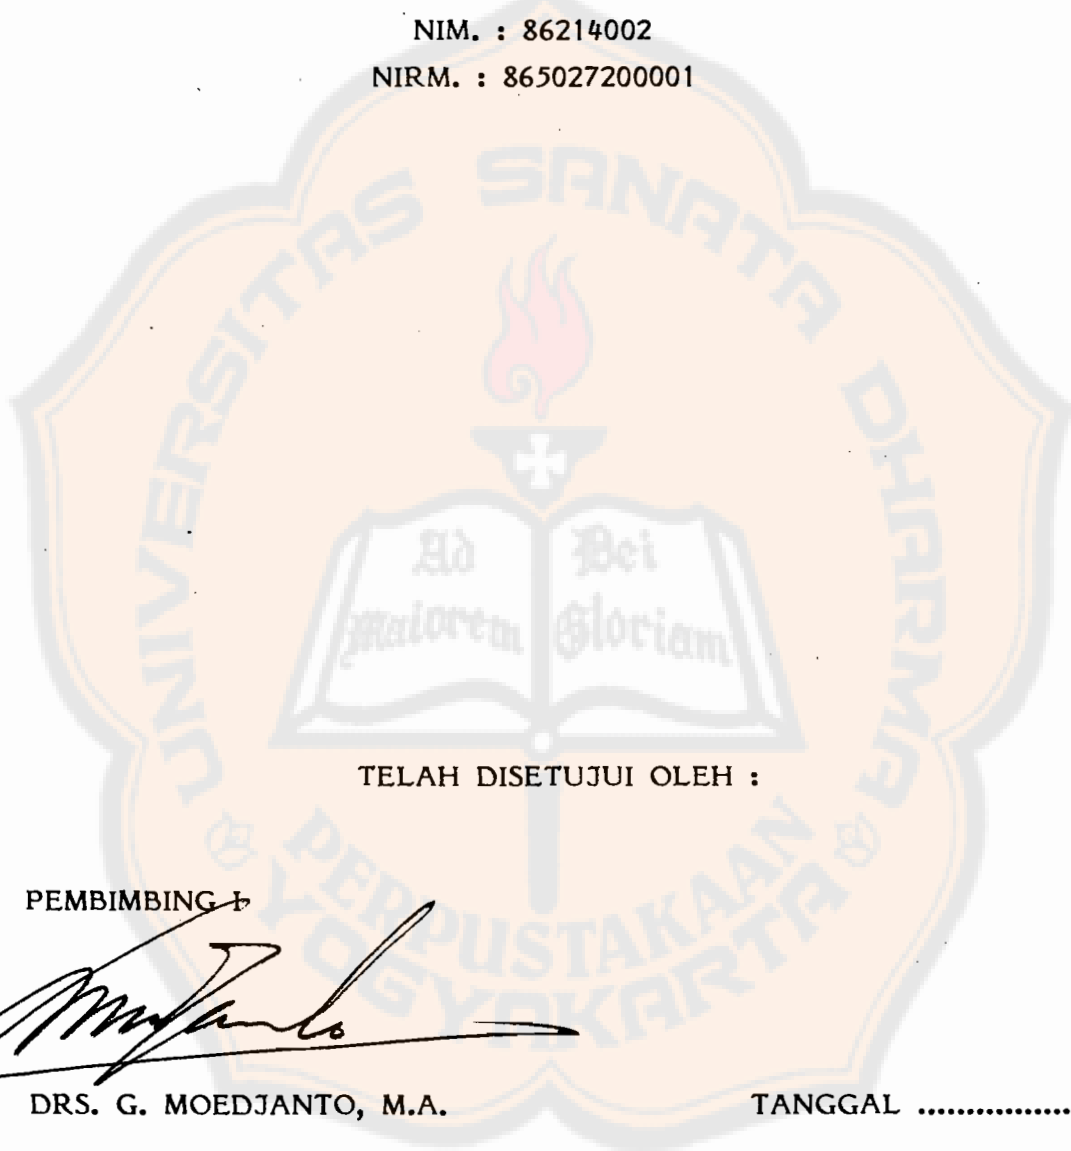 NIM. : 86214002
NIRM. : 865027200001
UNIVERSITAS SANATA DHARMA
Ad Dei
Maiorem Gloriam
TELAH DISETUJUI OLEH :
PERPUSTAKAAN
YOGYAKARTA
PEMBIMBING I
DRS. G. MOEDJANTO, M.A.
TANGGAL .................